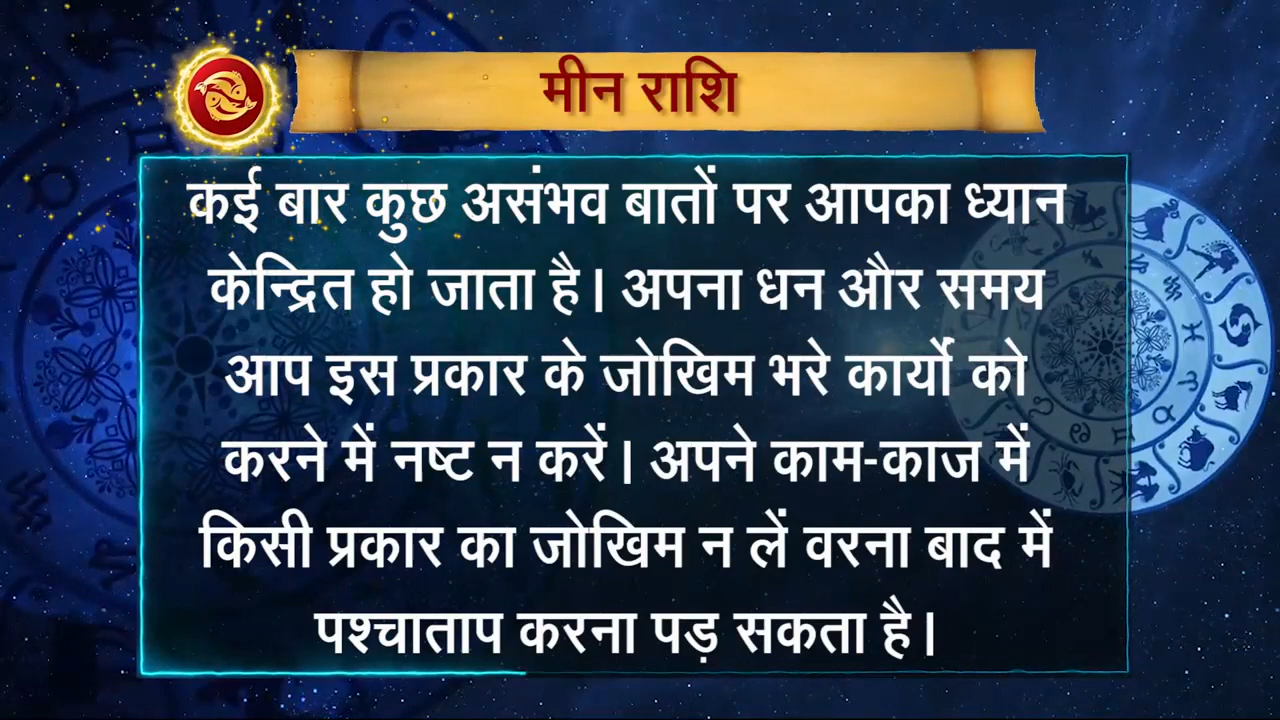 मीन राशि
कई बार कुछ असंभव बातों पर आपका ध्यान
केन्द्रित हो जाता है। अपना धन और समय
आप इस प्रकार के जोखिम भरे कार्यो को
करने में नष्ट न करें। अपने काम-काज में
किसी प्रकार का जोखिम न लें वरना बाद में
पश्चाताप करना पड़ सकता है।